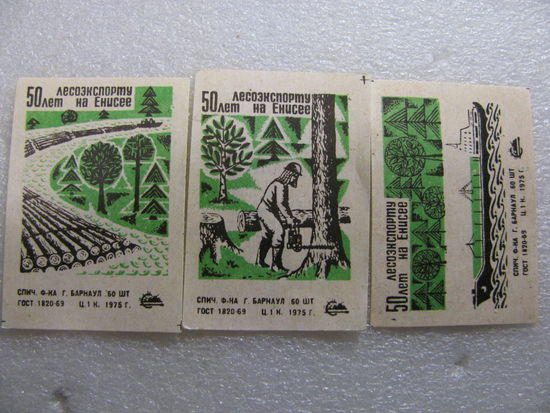 50 ЛЕСОЭКСПОРТУ
ЛЕТ НА ЕНИСЕЕ
СПИЧ. Ф-КА Г. БАРНАУЛ 60 ШТ
ГОСТ 1820-69 Ц. 1 К. 1975 Г.
50 ЛЕСОЭКСПОРТУ
ЛЕТ НА ЕНИСЕЕ
СПИЧ. Ф-КА Г. БАРНАУЛ 60 ШТ
ГОСТ 1820-69 Ц. 1 К. 1975 Г.
50 ЛЕСОЭКСПОРТУ
ЛЕТ НА ЕНИСЕЕ
СПИЧ. Ф-КА Г. БАРНАУЛ 60 ШТ
ГОСТ 1820-69 Ц. 1 К. 1975 Г.